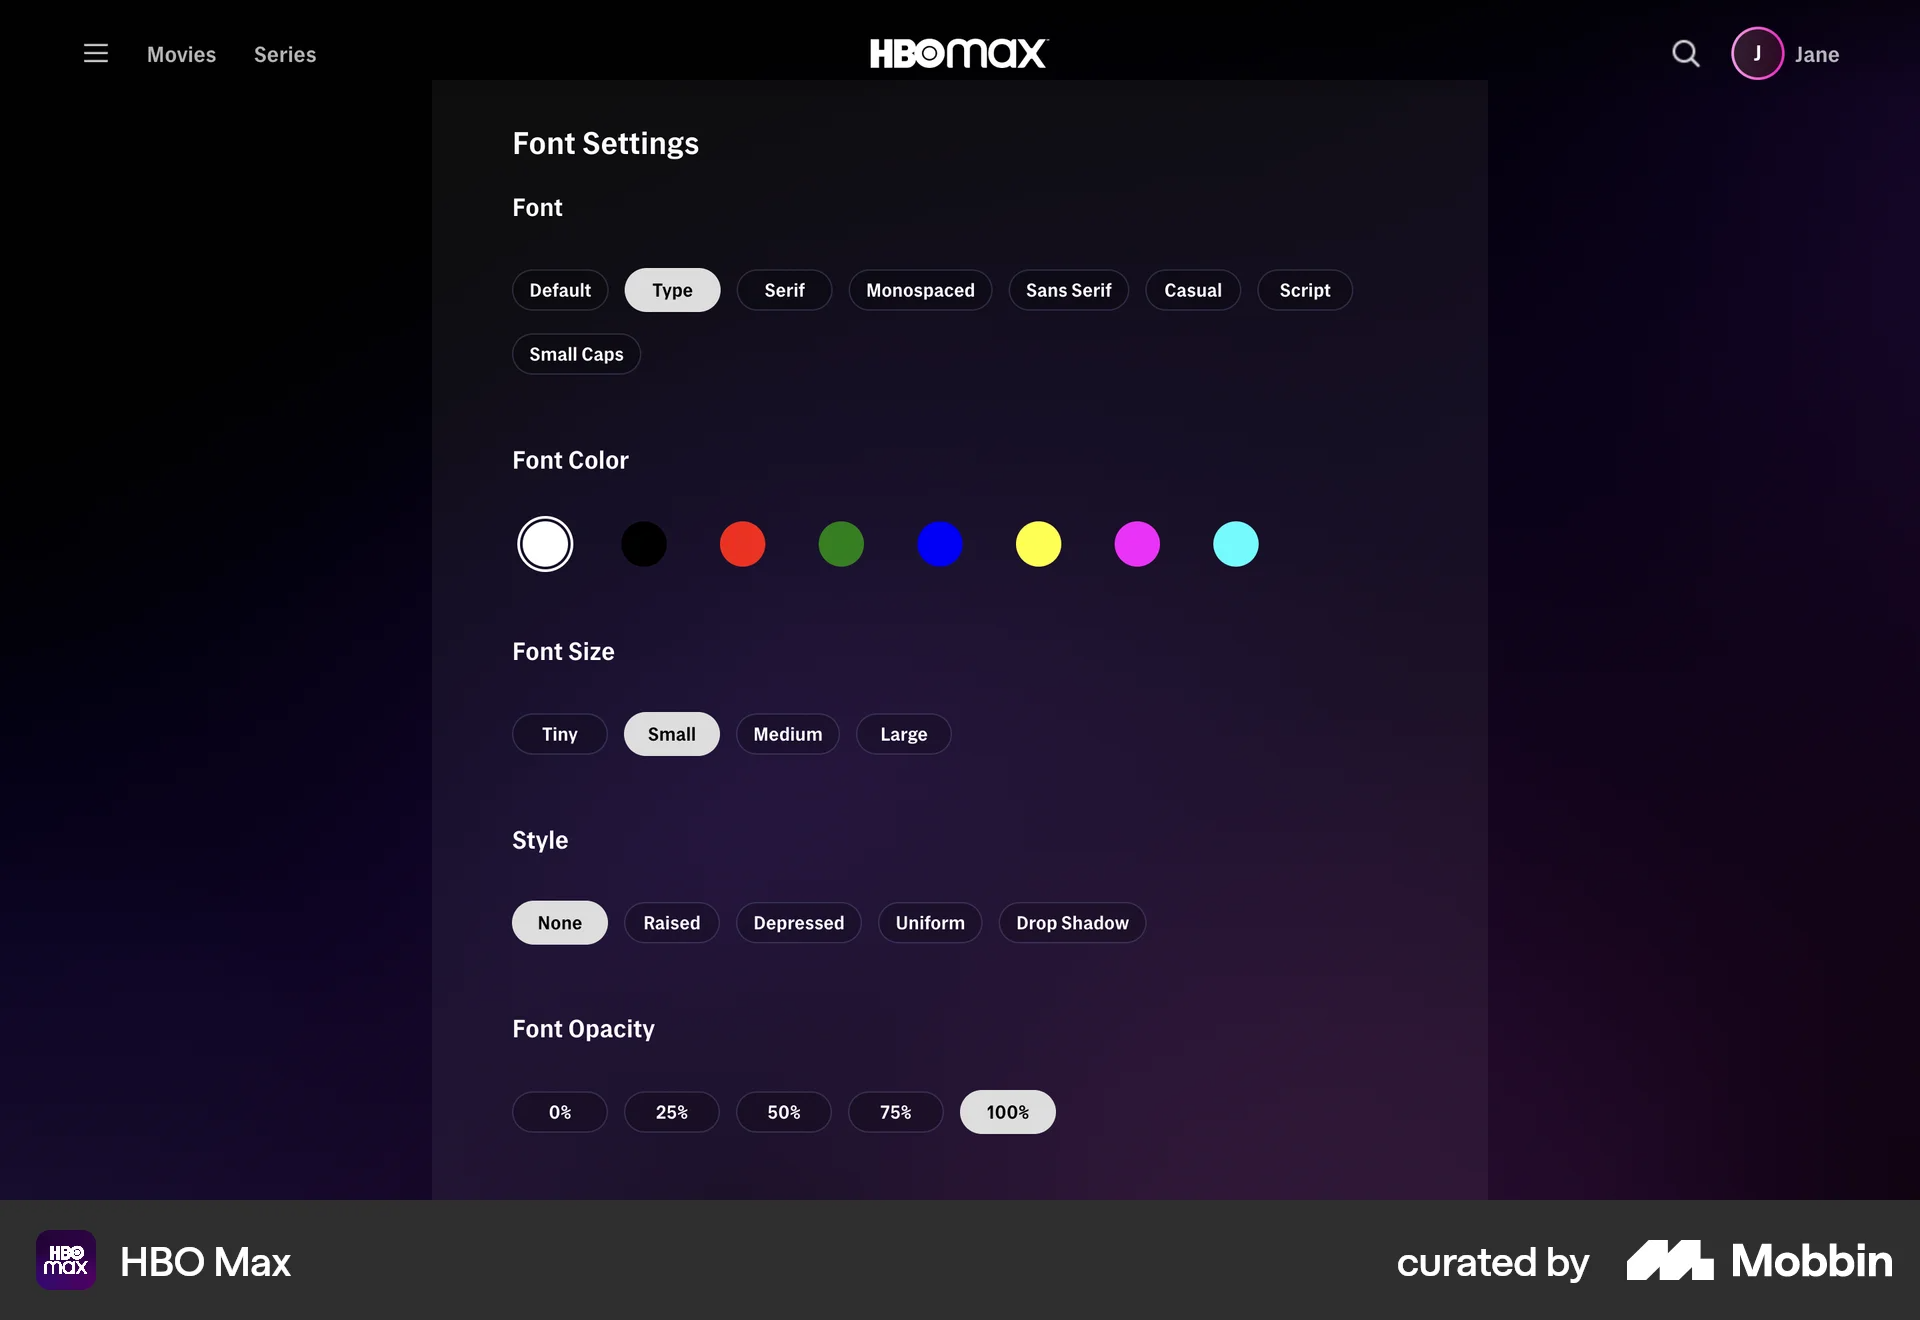 Movies Series HBOmax J Jane
Font Settings
Font
Default Type Serif Monospaced Sans Serif Casual Script
Small Caps
Font Color
Font Size
Tiny Small Medium Large
Style
None Raised Depressed Uniform Drop Shadow
Font Opacity
0% 25% 50% 75% 100%
HBO
max
HBO Max curated by Mobbin